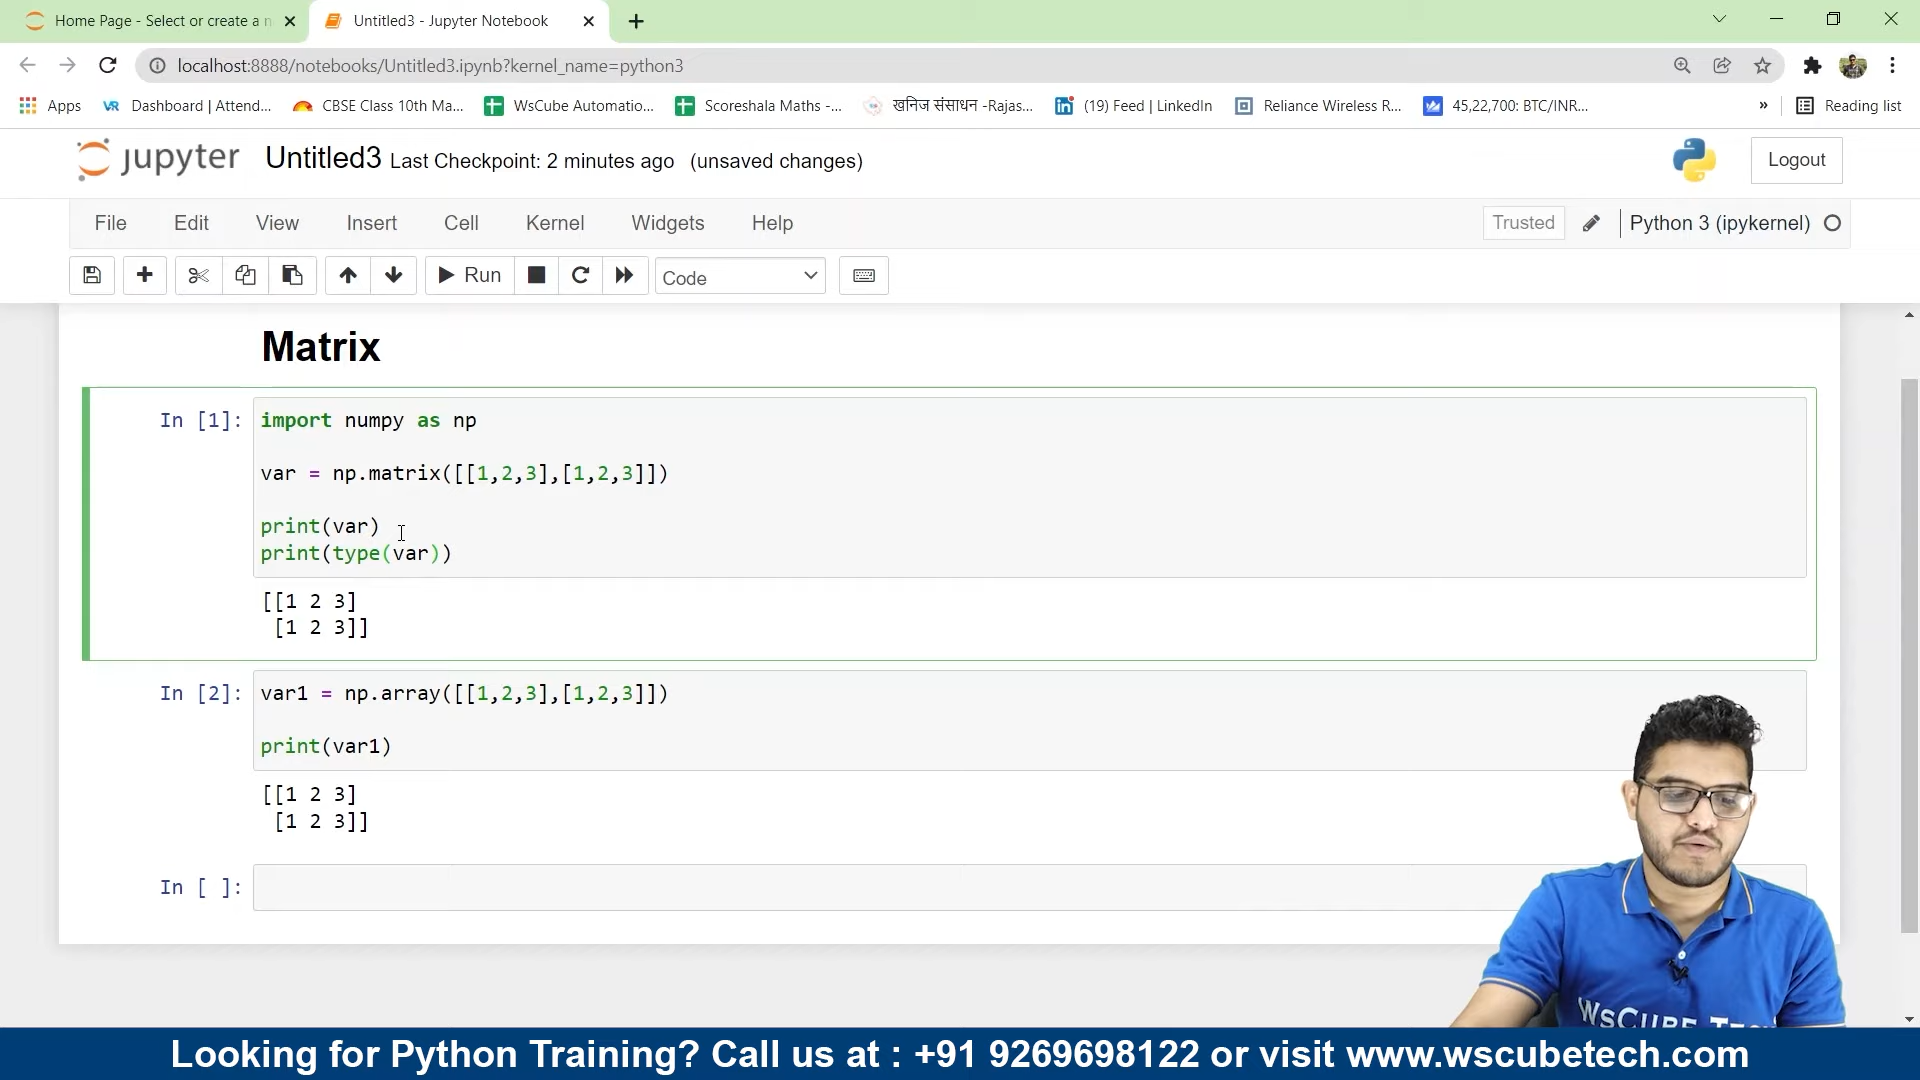 Home Page - Select or create a n
Untitled3 - Jupyter Notebook
localhost:8888/notebooks/Untitled3.ipynb?kernel_name=python3
Apps
Dashboard | Attend...
CBSE Class 10th Ma...
WsCube Automatio...
Scoreshala Maths -...
खनिज संसाधन -Rajas...
(19) Feed | LinkedIn
Reliance Wireless R...
45,22,700: BTC/INR...
»
Reading list
jupyter Untitled3 Last Checkpoint: 2 minutes ago (unsaved changes)
Logout
File Edit View Insert Cell Kernel Widgets Help
Trusted
Python 3 (ipykernel)
Run
Code
Matrix
In [1]: import numpy as np
var = np.matrix([[1,2,3],[1,2,3]])
print(var)
print(type(var))
[[1 2 3]
[1 2 3]]
In [2]: var1 = np.array([[1,2,3],[1,2,3]])
print(var1)
[[1 2 3]
[1 2 3]]
In [ ]:
Looking for Python Training? Call us at : +91 9269698122 or visit www.wscubetech.com